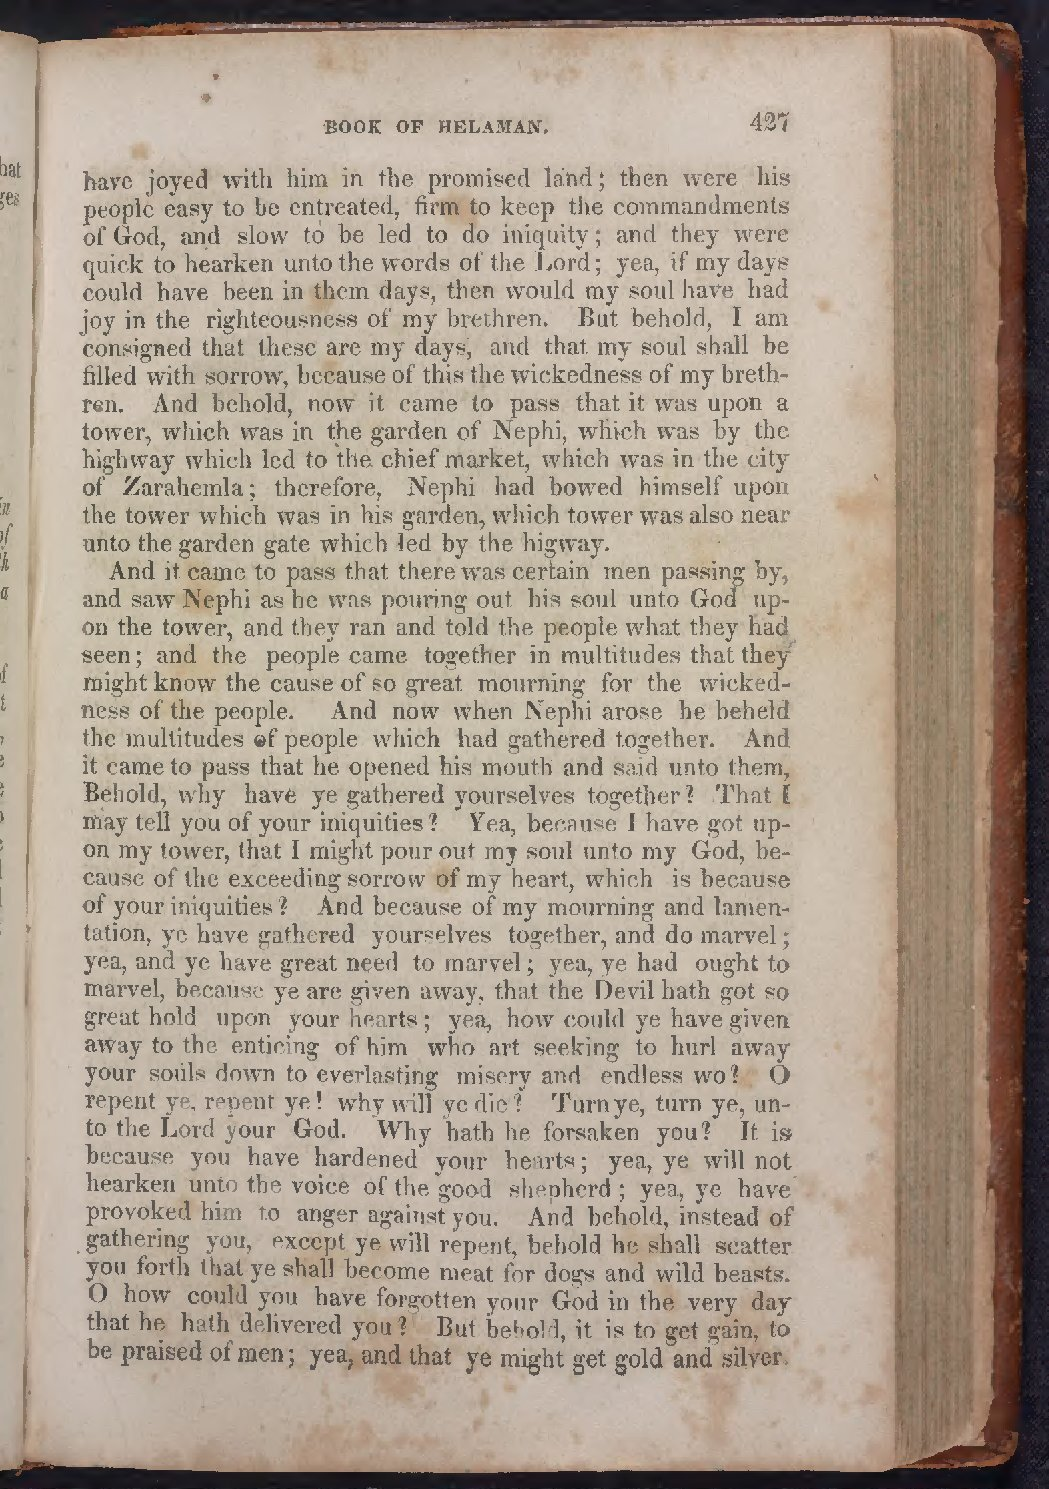 BOOK OF HELAMAN. 427
have joyed with him in the promised land; then were his
people easy to be entreated, firm to keep the commandments
of God, and slow to be led to do iniquity; and they were
quick to hearken unto the words of the Lord; yea, if my days
could have been in them days, then would my soul have had
joy in the righteousness of my brethren. But behold, I am
consigned that these are my days, and that my soul shall be
filled with sorrow, because of this the wickedness of my breth-
ren. And behold, now it came to pass that it was upon a
tower, which was in the garden of Nephi, which was by the
highway which led to the chief market, which was in the city
of Zarahemla; therefore, Nephi had bowed himself upon
the tower which was in his garden, which tower was also near
unto the garden gate which led by the higway.
And it came to pass that there was certain men passing by,
and saw Nephi as he was pouring out his soul unto God up-
on the tower, and they ran and told the people what they had
seen; and the people came together in multitudes that they
might know the cause of so great mourning for the wicked-
ness of the people. And now when Nephi arose he beheld
the multitudes of people which had gathered together. And
it came to pass that he opened his mouth and said unto them,
Behold, why have ye gathered yourselves together? That I
may tell you of your iniquities? Yea, because I have got up-
on my tower, that I might pour out my soul unto my God, be-
cause of the exceeding sorrow of my heart, which is because
of your iniquities? And because of my mourning and lamen-
tation, ye have gathered yourselves together, and do marvel;
yea, and ye have great need to marvel; yea, ye had ought to
marvel, because ye are given away, that the Devil hath got so
great hold upon your hearts; yea, how could ye have given
away to the enticing of him who art seeking to hurl away
your souls down to everlasting misery and endless wo? O
repent ye, repent ye! why will ye die? Turn ye, turn ye, un-
to the Lord your God. Why hath he forsaken you? It is
because you have hardened your hearts; yea, ye will not
hearken unto the voice of the good shepherd; yea, ye have
provoked him to anger against you. And behold, instead of
gathering you, except ye will repent, behold he shall scatter
you forth that ye shall become meat for dogs and wild beasts.
O how could you have forgotten your God in the very day
that he hath delivered you? But behold, it is to get gain, to
be praised of men; yea, and that ye might get gold and silver.